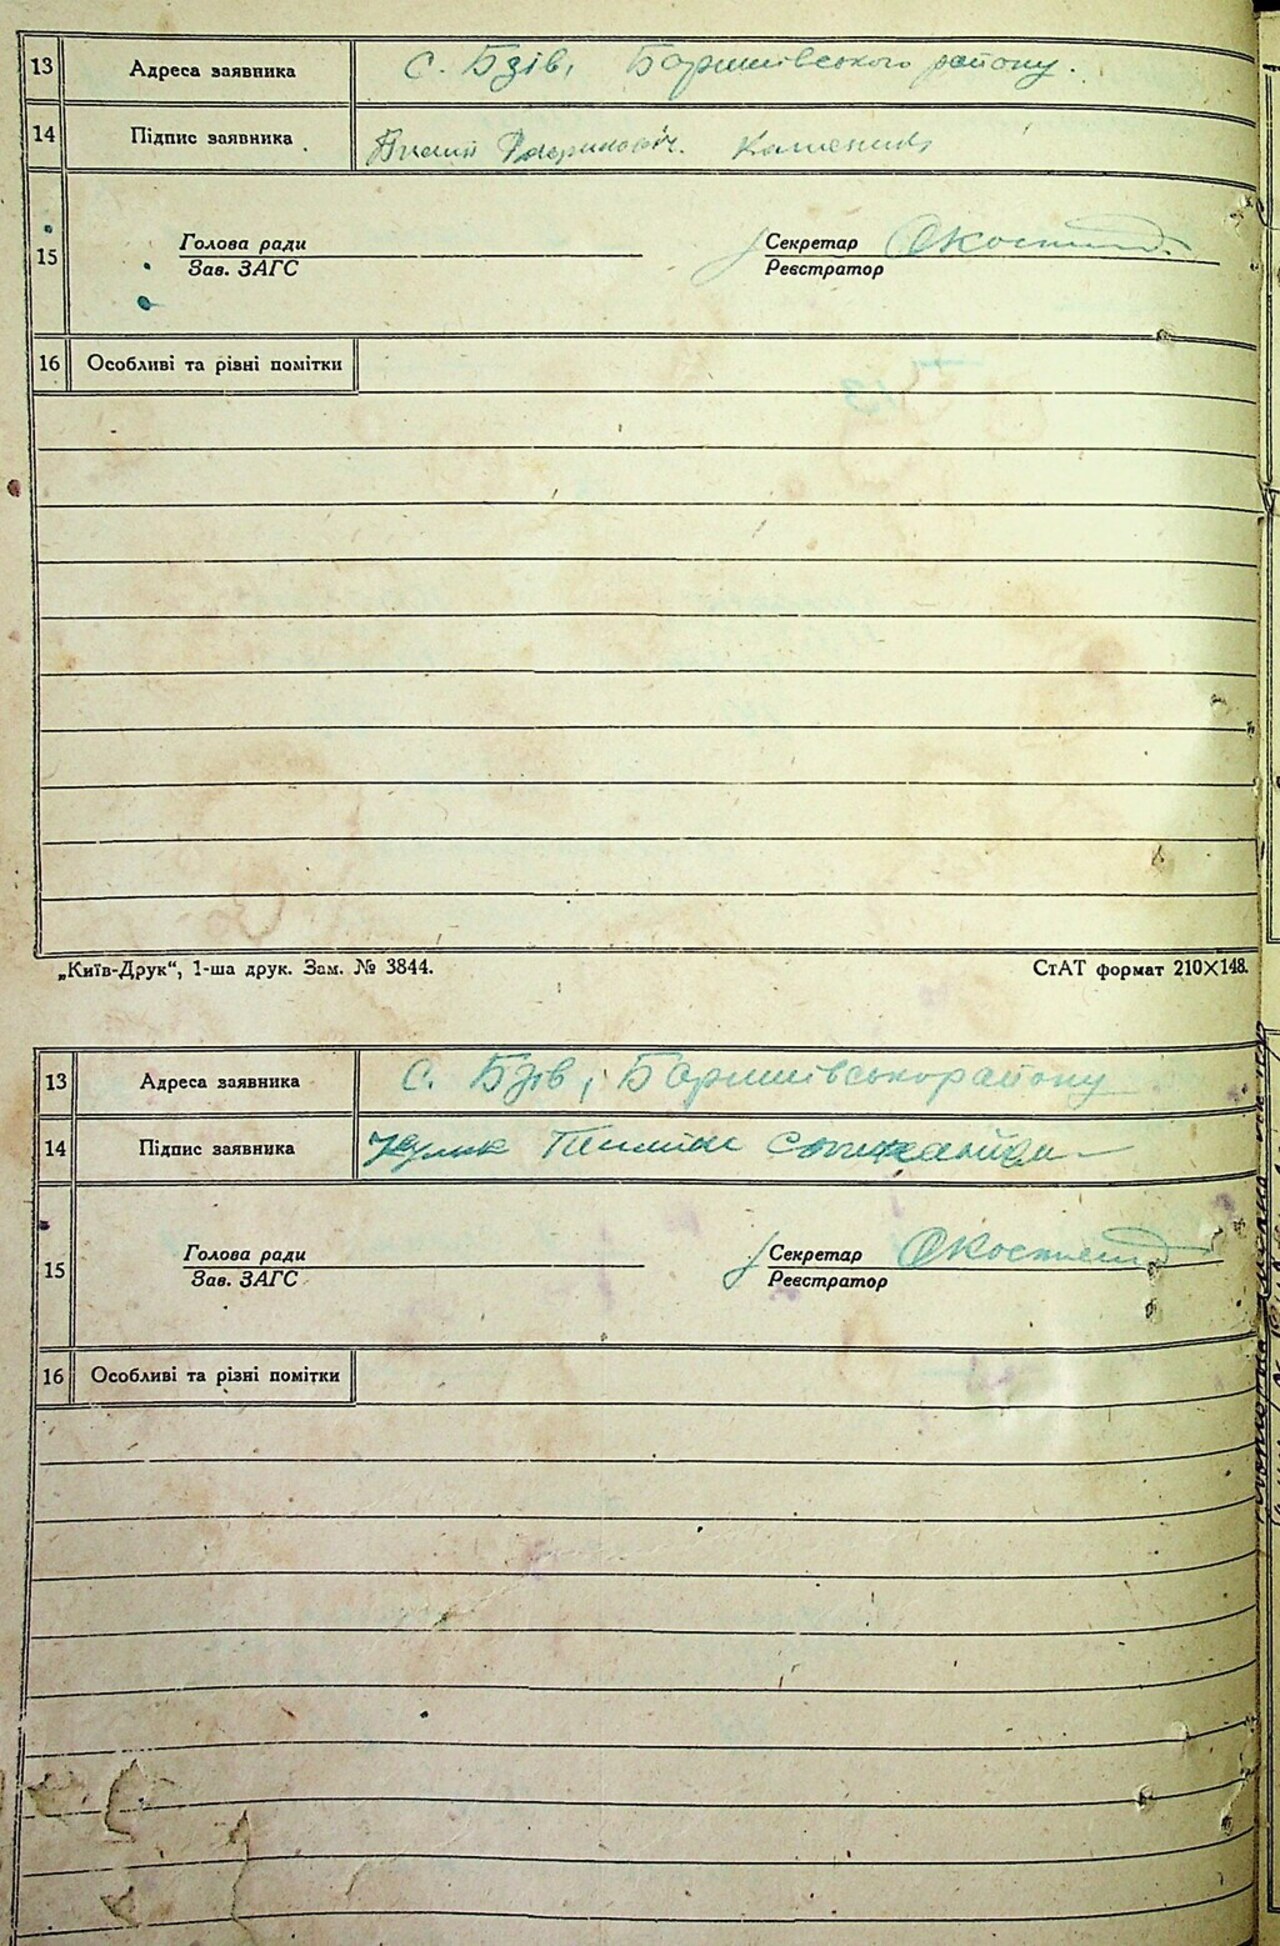 13 Адреса заявника с. Бзів, Баришівського району.
14 Підпис заявника
15 Голова ради Секретар
Зав. ЗАГС Реєстратор
16 Особливі та різні помітки
„Київ-Друк“, 1-ша друк. Зам. № 3844. СтАТ формат 210×148.
13 Адреса заявника с. Бзів, Баришівського району
14 Підпис заявника Кулик
15 Голова ради Секретар
Зав. ЗАГС Реєстратор
16 Особливі та різні помітки